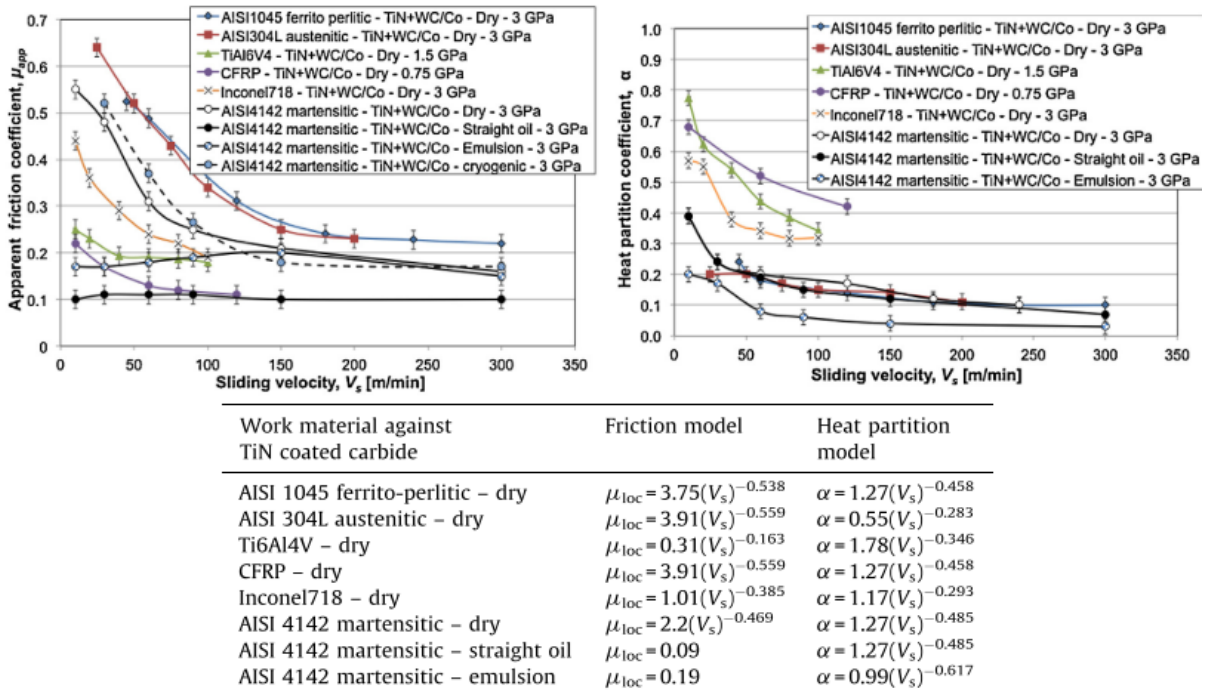 0.7
0.6
0.5
0.4
0.3
0.2
0.1
0
Apparent friction coefficient, μapp
AISI1045 ferrito perlitic - TiN+WC/Co - Dry - 3 GPa
AISI304L austenitic - TiN+WC/Co - Dry - 3 GPa
TiAl6V4 - TiN+WC/Co - Dry - 1.5 GPa
CFRP - TiN+WC/Co - Dry - 0.75 GPa
Inconel718 - TiN+WC/Co - Dry - 3 GPa
AISI4142 martensitic - TiN+WC/Co - Dry - 3 GPa
AISI4142 martensitic - TiN+WC/Co - Straight oil - 3 GPa
AISI4142 martensitic - TiN+WC/Co - Emulsion - 3 GPa
AISI4142 martensitic - TiN+WC/Co - cryogenic - 3 GPa
0 50 100 150 200 250 300 350
Sliding velocity, Vs [m/min]
1.0
0.9
0.8
0.7
0.6
0.5
0.4
0.3
0.2
0.1
0.0
Heat partition coefficient, α
AISI1045 ferrito perlitic - TiN+WC/Co - Dry - 3 GPa
AISI304L austenitic - TiN+WC/Co - Dry - 3 GPa
TiAl6V4 - TiN+WC/Co - Dry - 1.5 GPa
CFRP - TiN+WC/Co - Dry - 0.75 GPa
Inconel718 - TiN+WC/Co - Dry - 3 GPa
AISI4142 martensitic - TiN+WC/Co - Dry - 3 GPa
AISI4142 martensitic - TiN+WC/Co - Straight oil - 3 GPa
AISI4142 martensitic - TiN+WC/Co - Emulsion - 3 GPa
0 50 100 150 200 250 300 350
Sliding velocity, Vs [m/min]
Work material against Friction model Heat partition
TiN coated carbide model
AISI 1045 ferrito-perlitic – dry μloc=3.75(Vs)−0.538 α=1.27(Vs)−0.458
AISI 304L austenitic – dry μloc=3.91(Vs)−0.559 α=0.55(Vs)−0.283
Ti6Al4V – dry μloc=0.31(Vs)−0.163 α=1.78(Vs)−0.346
CFRP – dry μloc=3.91(Vs)−0.559 α=1.27(Vs)−0.458
Inconel718 – dry μloc=1.01(Vs)−0.385 α=1.17(Vs)−0.293
AISI 4142 martensitic – dry μloc=2.2(Vs)−0.469 α=1.27(Vs)−0.485
AISI 4142 martensitic – straight oil μloc=0.09 α=1.27(Vs)−0.485
AISI 4142 martensitic – emulsion μloc=0.19 α=0.99(Vs)−0.617